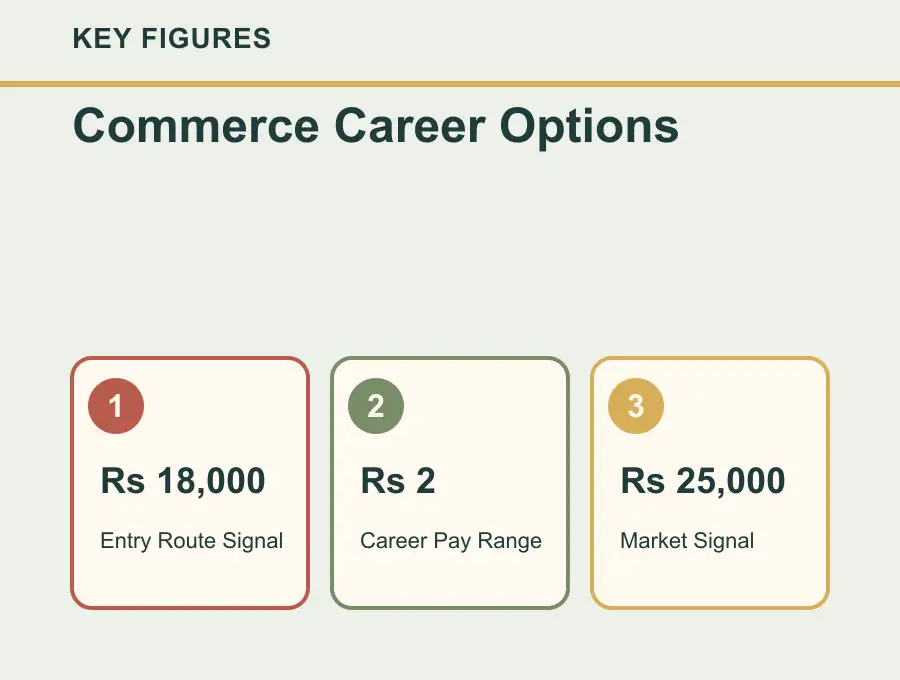 KEY FIGURES
Commerce Career Options
1
Rs 18,000
Entry Route Signal
2
Rs 2
Career Pay Range
3
Rs 25,000
Market Signal